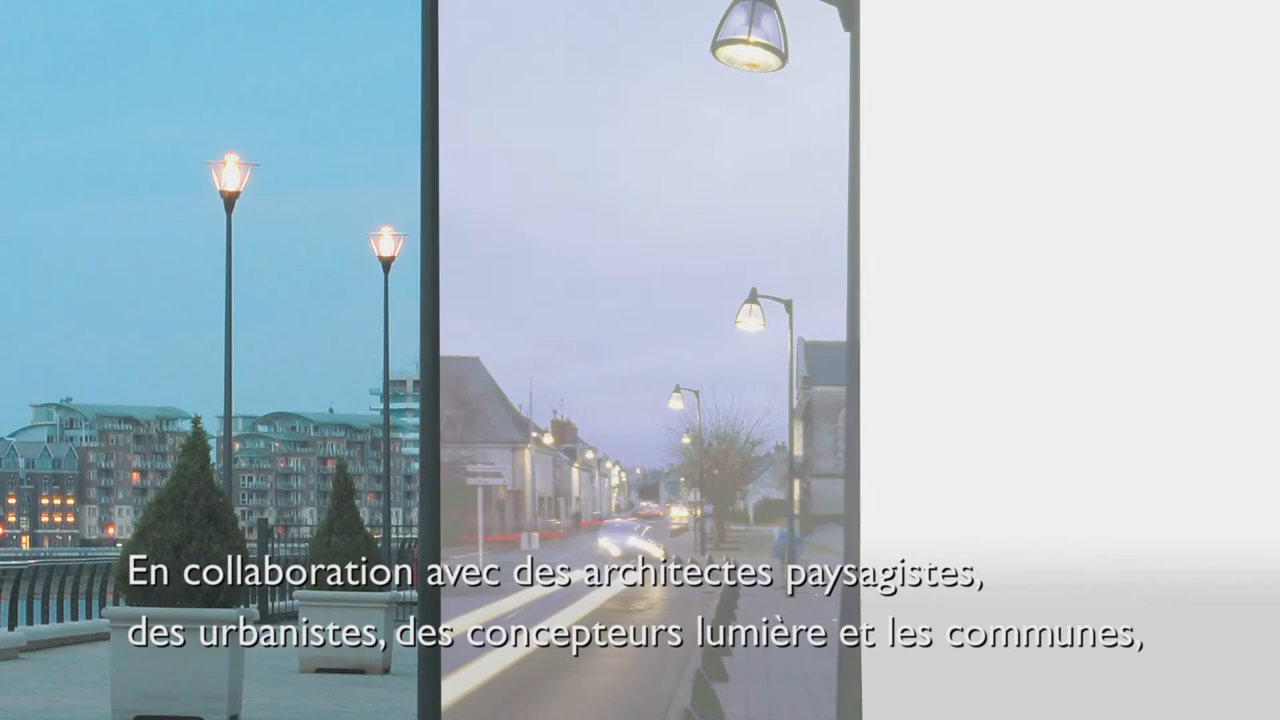 En collaboration avec des architectes paysagistes,
des urbanistes, des concepteurs lumière et les communes,